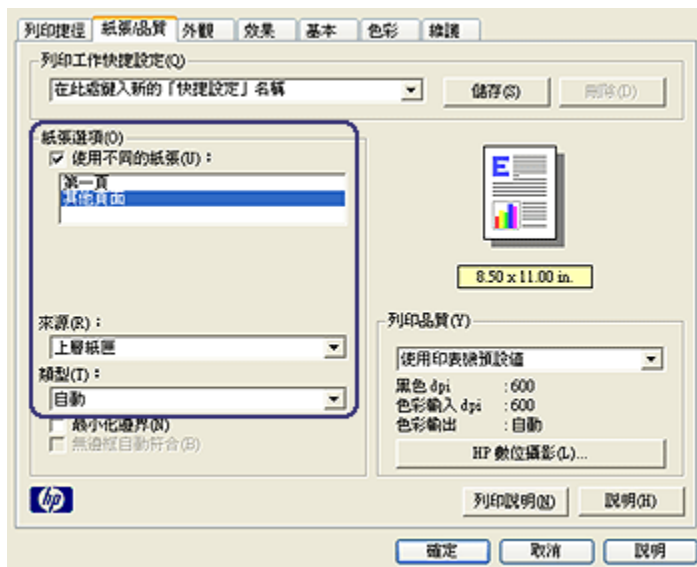 列印捷徑 紙張/品質 外觀 效果 基本 色彩 維護
列印工作快捷設定(Q)
在此處鍵入新的「快捷設定」名稱
儲存(S) 刪除(D)
紙張選項(O)
使用不同的紙張(U)：
第一頁
其他頁面
E
8.50 x 11.00 in.
來源(R)：
上層紙匣
類型(T)：
自動
最小化邊界(N)
無邊框自動符合(B)
列印品質(Y)
使用印表機預設值
黑色 dpi :600
色彩輸入 dpi :600
色彩輸出 :自動
HP 數位攝影(L)...
hp
列印說明(N) 說明(H)
確定 取消 說明